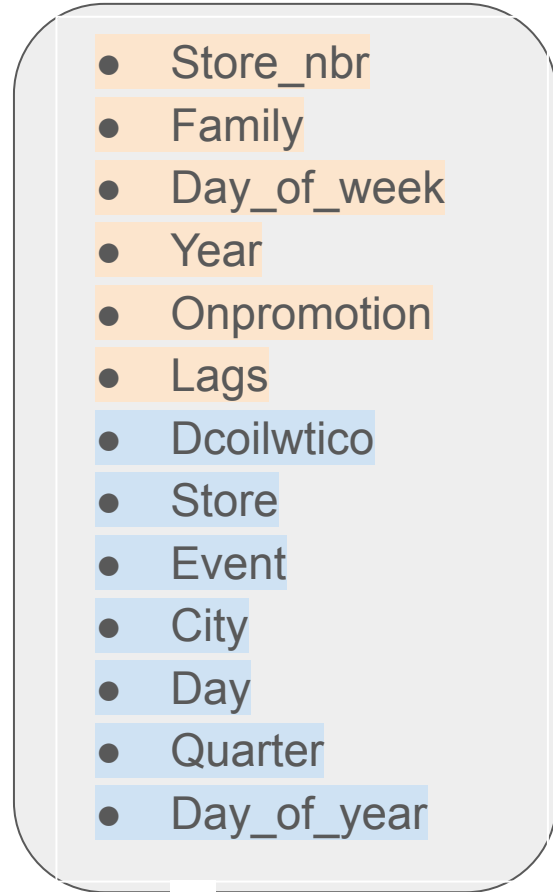 ● Store_nbr
● Family
● Day_of_week
● Year
● Onpromotion
● Lags
● Dcoilwtico
● Store
● Event
● City
● Day
● Quarter
● Day_of_year